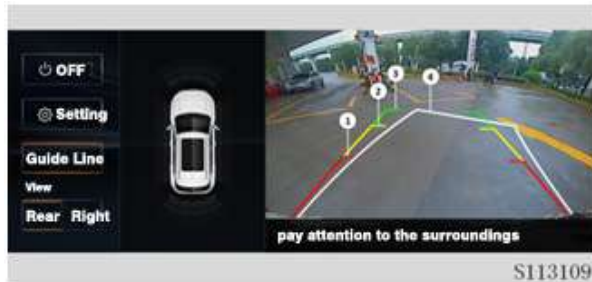 OFF
Setting
Guide Line
View
Rear Right
1
2
3
4
pay attention to the surroundings
S113109